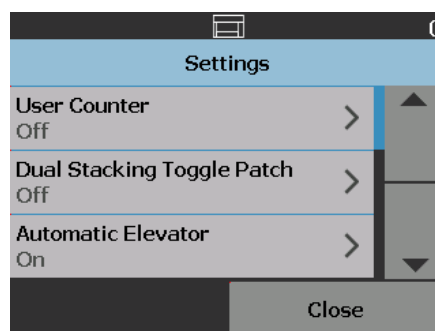 Settings
User Counter
Off
Dual Stacking Toggle Patch
Off
Automatic Elevator
On
Close